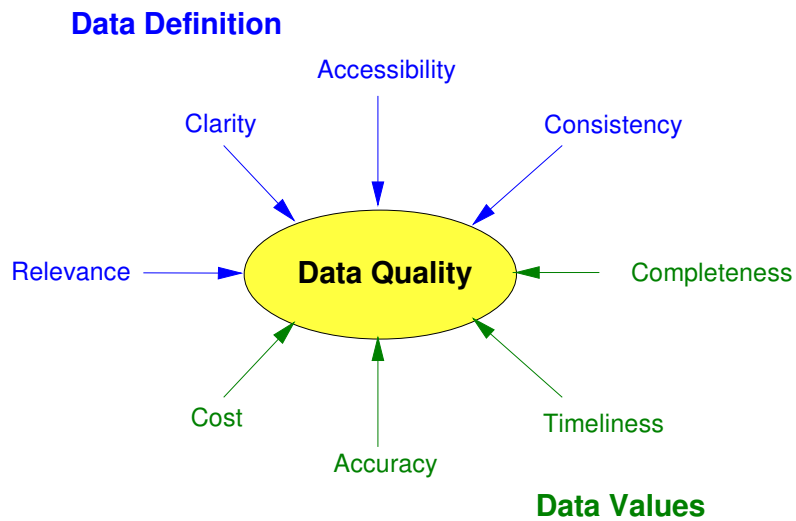 Data Definition
Accessibility
Clarity
Consistency
Relevance
Data Quality
Completeness
Cost
Timeliness
Accuracy
Data Values